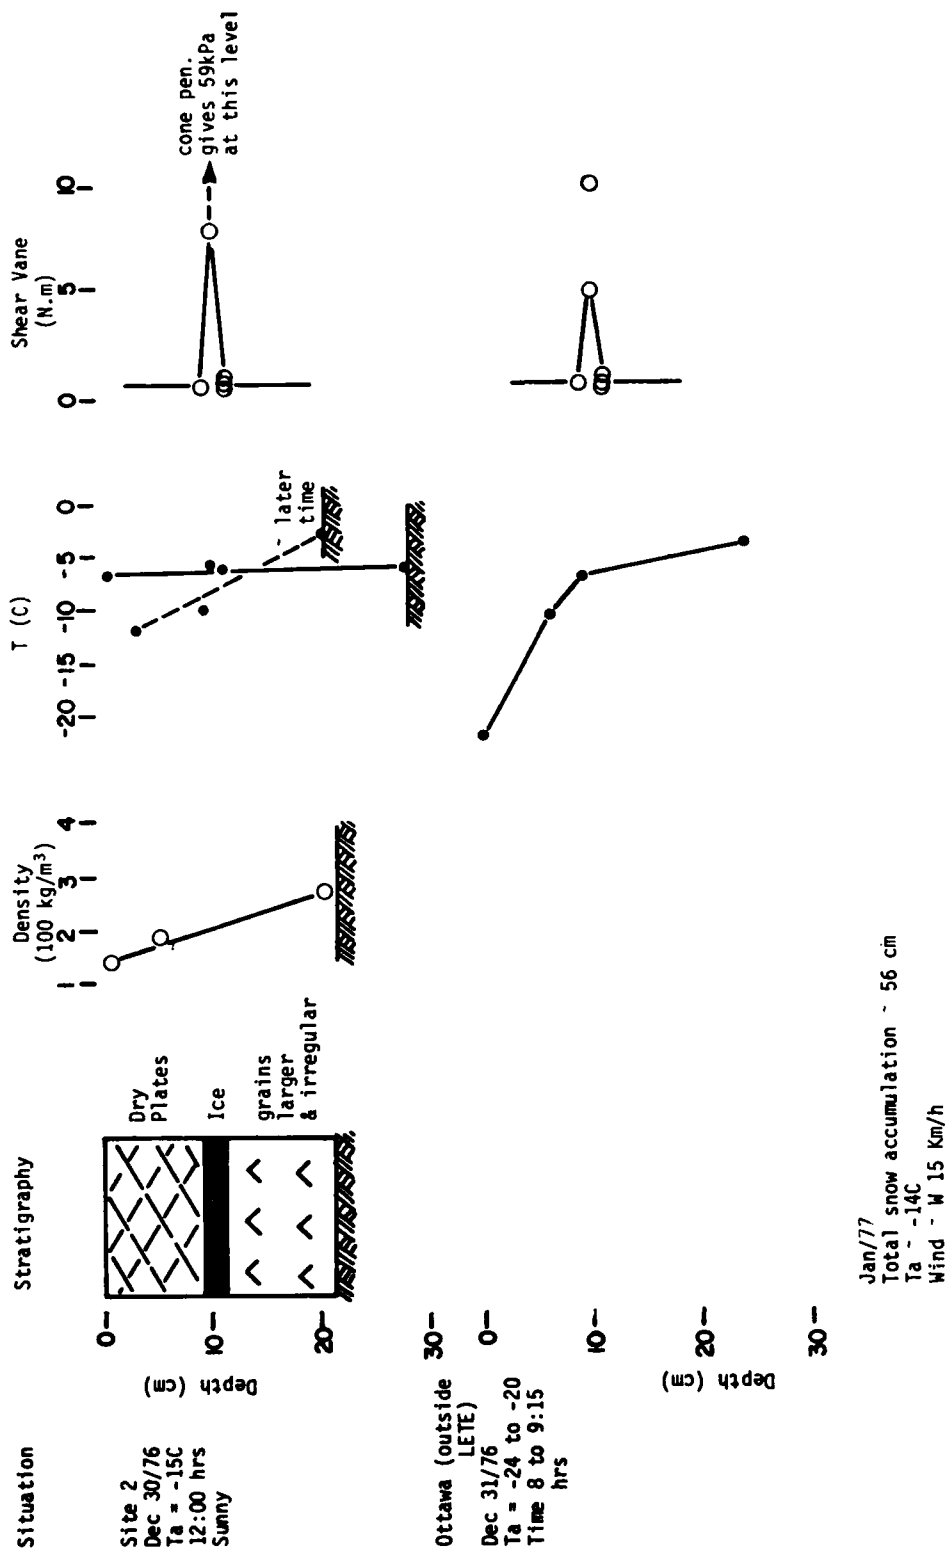 Situation
Stratigraphy
Density
(100 kg/m³)
T (C)
Shear Vane
(N.m)
1 2 3 4
-20 -15 -10 -5 0
0 5 10
Site 2
Dec 30/76
Ta = -15C
12:00 hrs
Sunny
Depth (cm)
0
10
20
30
Dry
Plates
Ice
grains
larger
& irregular
later
time
cone pen.
gives 59kPa
at this level
Ottawa (outside
LETE)
Dec 31/76
Ta = -24 to -20
Time 8 to 9:15
hrs
Depth (cm)
0
10
20
30
Jan/77
Total snow accumulation ~ 56 cm
Ta ~ -14C
Wind ~ W 15 Km/h